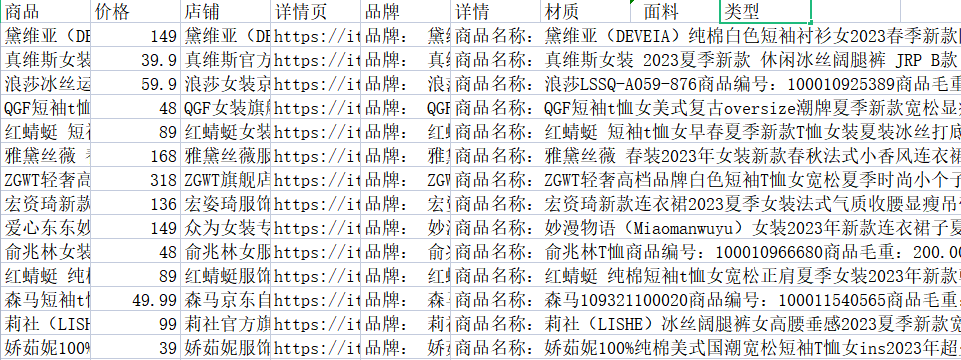 商品 价格 店铺 详情页 品牌 详情 材质 面料 类型
黛维亚（DE 149 黛维亚（DE https://it 品牌： 黛维 商品名称：黛维亚（DEVEIA）纯棉白色短袖衬衫女2023春季新款
真维斯女装 39.9 真维斯官方 https://it 品牌： 真维 商品名称：真维斯女装 2023夏季新款 休闲冰丝阔腿裤 JRP B款
浪莎冰丝运 59.9 浪莎女装京 https://it 品牌： 浪莎 商品名称：浪莎LSSQ-A059-876商品编号：100010925389商品毛重
QGF短袖t恤 48 QGF女装旗舰 https://it 品牌： QGF 商品名称：QGF短袖t恤女美式复古oversize潮牌夏季新款宽松显
红蜻蜓 短袖 89 红蜻蜓女装 https://it 品牌： 红蜻 商品名称：红蜻蜓 短袖t恤女早春夏季新款T恤女装夏装冰丝打底
雅黛丝薇 春 168 雅黛丝薇服 https://it 品牌： 雅黛 商品名称：雅黛丝薇 春装2023年女装新款春秋法式小香风连衣裙
ZGWT轻奢高 318 ZGWT旗舰店 https://it 品牌： ZGW 商品名称：ZGWT轻奢高档品牌白色短袖T恤女宽松夏季时尚小个子
宏资琦新款 136 宏姿琦服饰 https://it 品牌： 宏资 商品名称：宏资琦新款连衣裙2023夏季女装法式气质收腰显瘦吊带
爱心东东妙 149 众为女装专 https://it 品牌： 妙漫 商品名称：妙漫物语（Miaomanwuyu）女装2023年新款连衣裙子夏
俞兆林女装 48 俞兆林女服 https://it 品牌： 俞兆 商品名称：俞兆林T恤商品编号：100010966680商品毛重：200.00
红蜻蜓 纯棉 89 红蜻蜓服饰 https://it 品牌： 红蜻 商品名称：红蜻蜓 纯棉短袖t恤女宽松正肩夏季女装2023年新款
森马短袖t恤 49.99 森马京东自 https://it 品牌： 森马 商品名称：森马109321100020商品编号：100011540565商品毛重
莉社（LISH 99 莉社官方旗 https://it 品牌： 莉社 商品名称：莉社（LISHE）冰丝阔腿裤女高腰垂感2023夏季新款
娇茹妮100% 39 娇茹妮服饰 https://it 品牌： 娇茹 商品名称：娇茹妮100%纯棉美式国潮宽松短袖T恤女ins2023年超